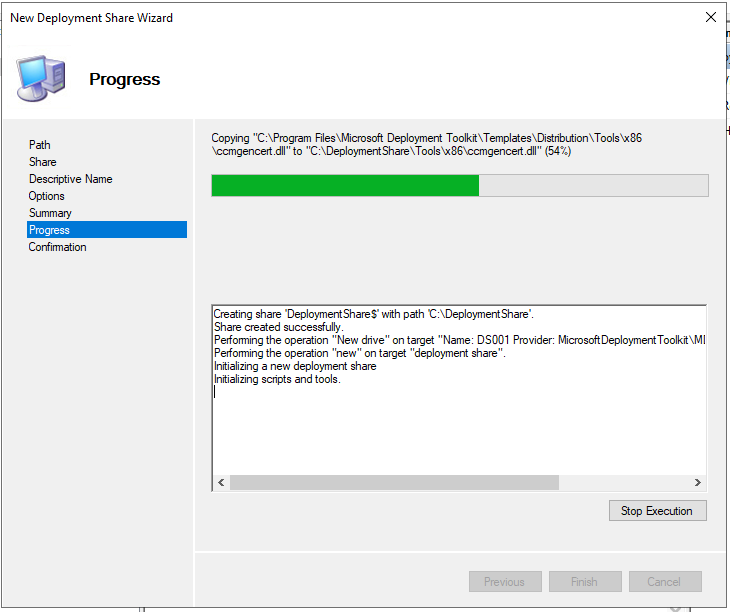 New Deployment Share Wizard
Progress
Path
Share
Descriptive Name
Options
Summary
Progress
Confirmation
Copying "C:\Program Files\Microsoft Deployment Toolkit\Templates\Distribution\Tools\x86
\ccmgencert.dll" to "C:\DeploymentShare\Tools\x86\ccmgencert.dll" (54%)
Creating share 'DeploymentShare$' with path 'C:\DeploymentShare'.
Share created successfully.
Performing the operation "New drive" on target "Name: DS001 Provider: MicrosoftDeploymentToolkit\MI
Performing the operation "new" on target "deployment share".
Initializing a new deployment share
Initializing scripts and tools.
Stop Execution
Previous
Finish
Cancel